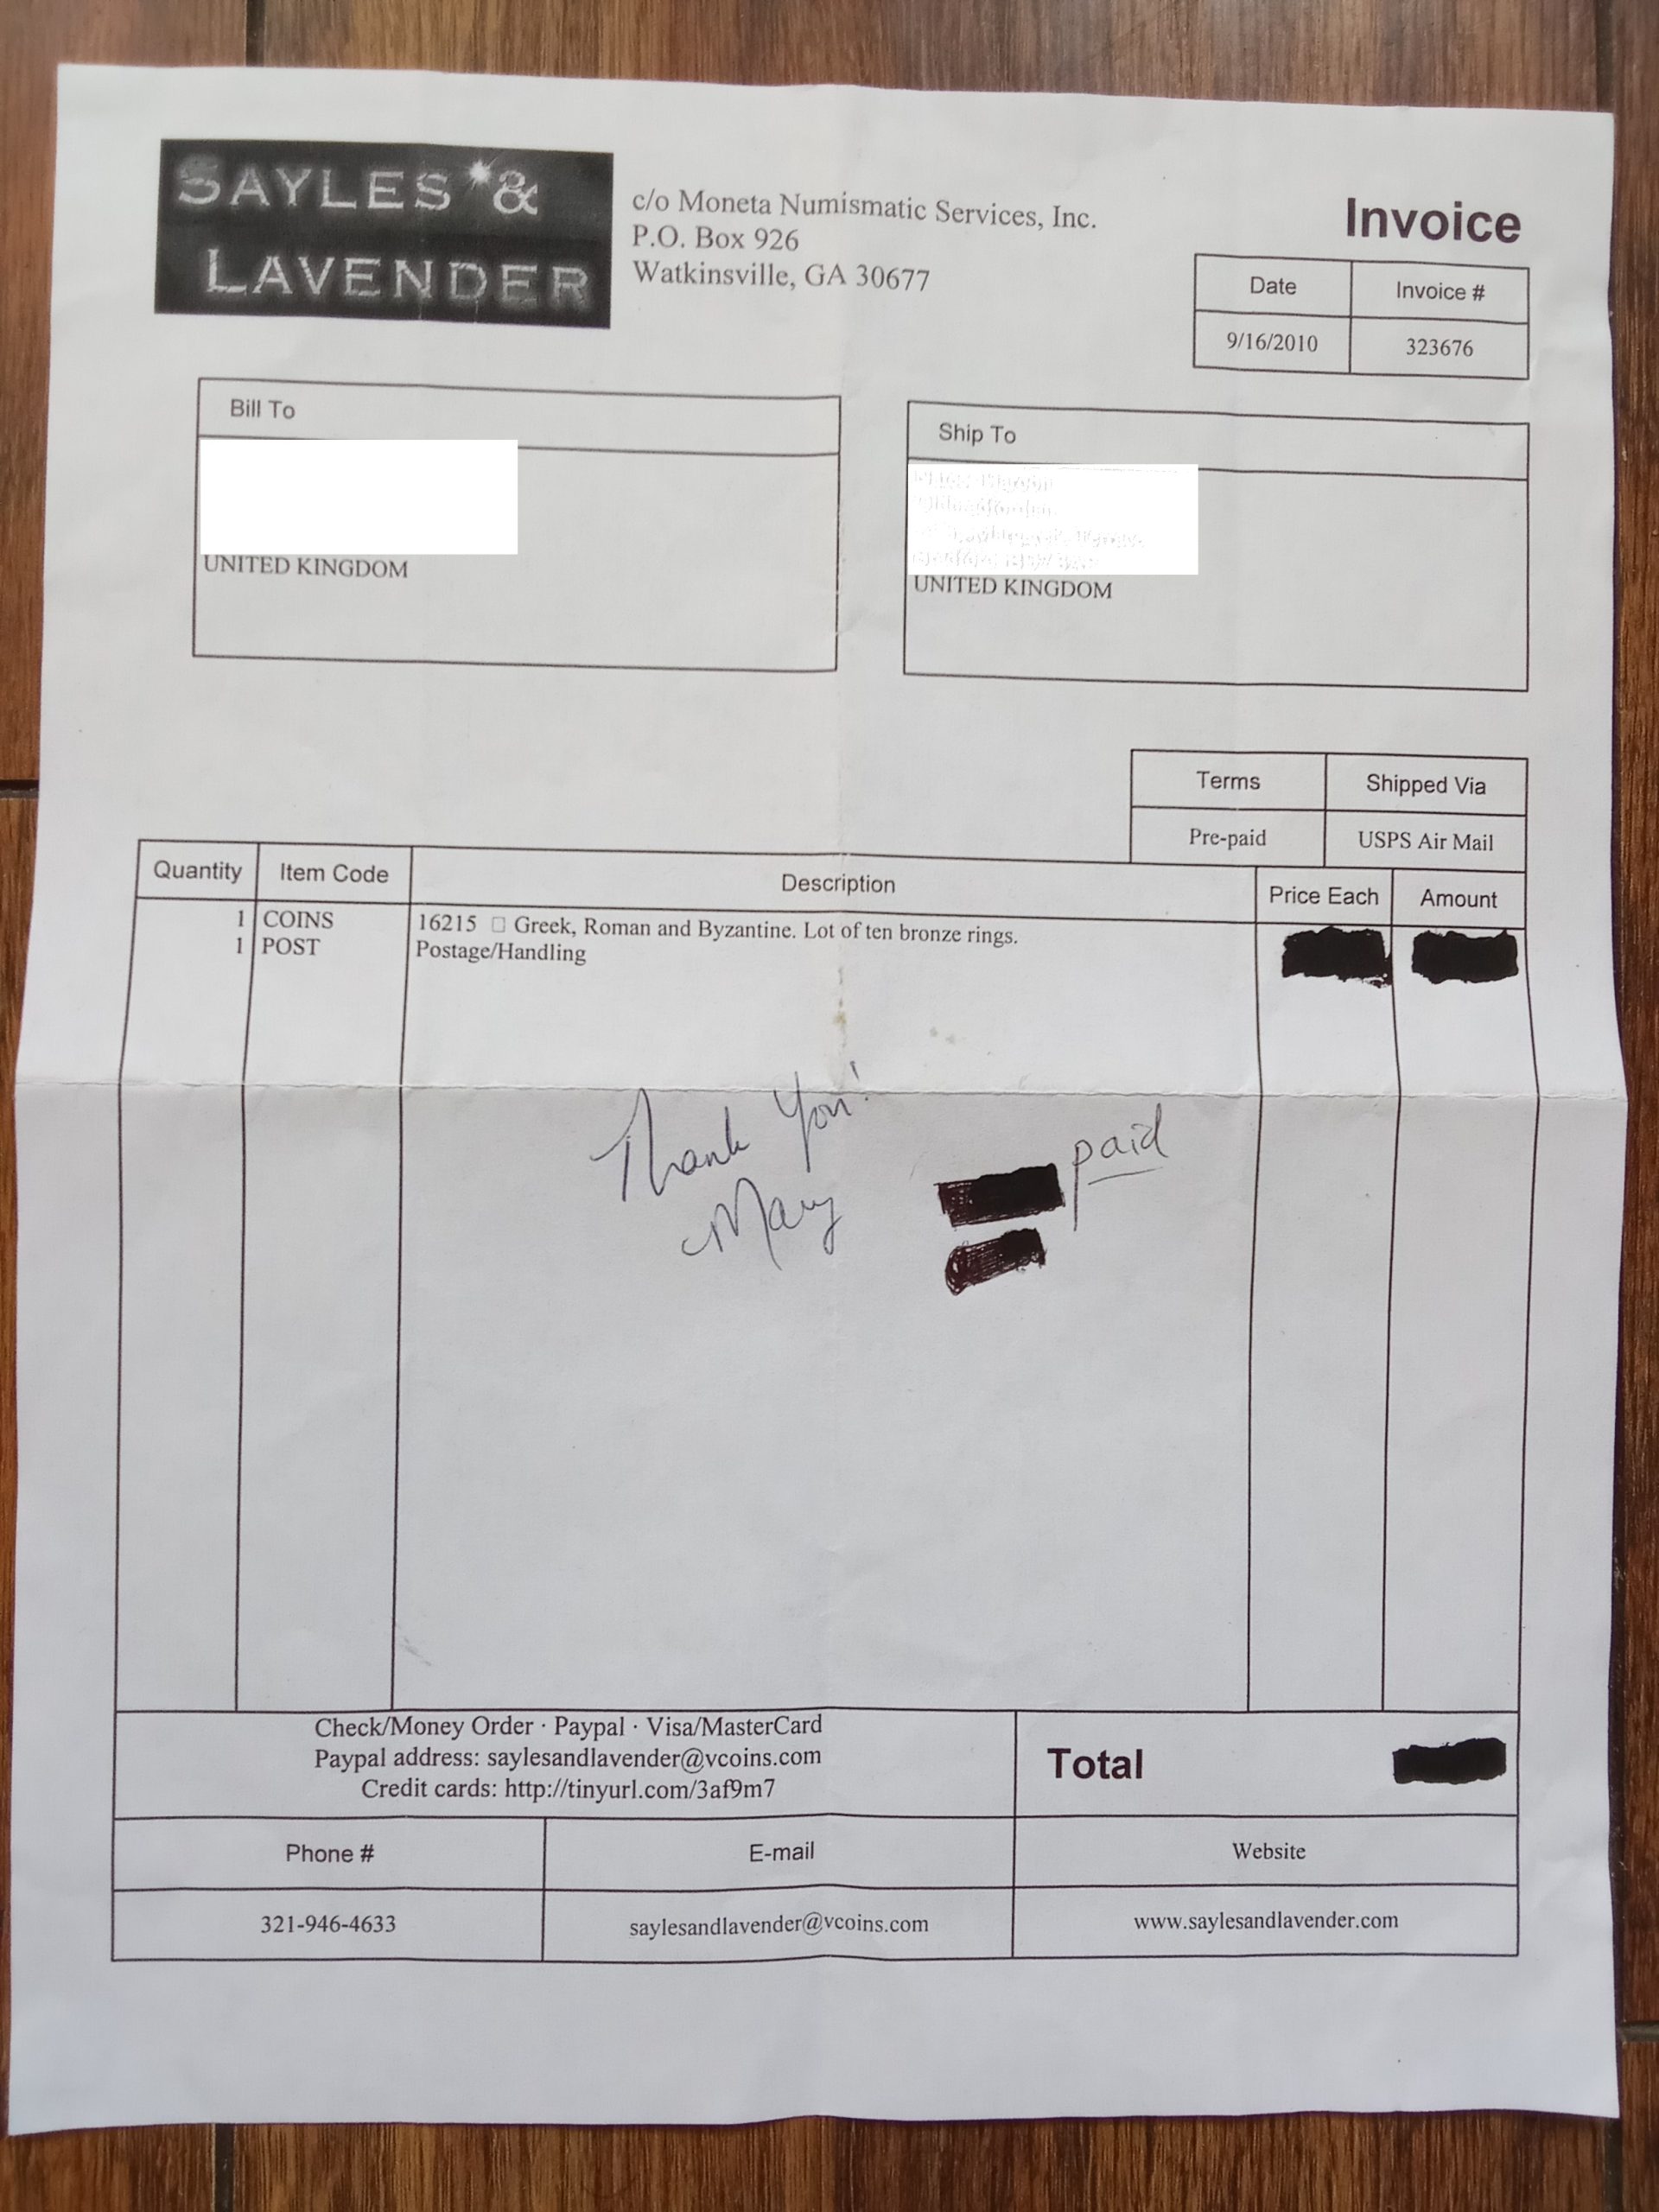 SAYLES & LAVENDER
c/o Moneta Numismatic Services, Inc.
P.O. Box 926
Watkinsville, GA 30677
Invoice
Date Invoice #
9/16/2010 323676
Bill To
UNITED KINGDOM
Ship To
UNITED KINGDOM
Terms Shipped Via
Pre-paid USPS Air Mail
Quantity Item Code Description Price Each Amount
1 COINS 16215 □ Greek, Roman and Byzantine. Lot of ten bronze rings.
1 POST Postage/Handling
Thank You!
Mary
paid
Check/Money Order · Paypal · Visa/MasterCard
Paypal address: saylesandlavender@vcoins.com
Credit cards: http://tinyurl.com/3af9m7
Total
Phone # E-mail Website
321-946-4633 saylesandlavender@vcoins.com www.saylesandlavender.com